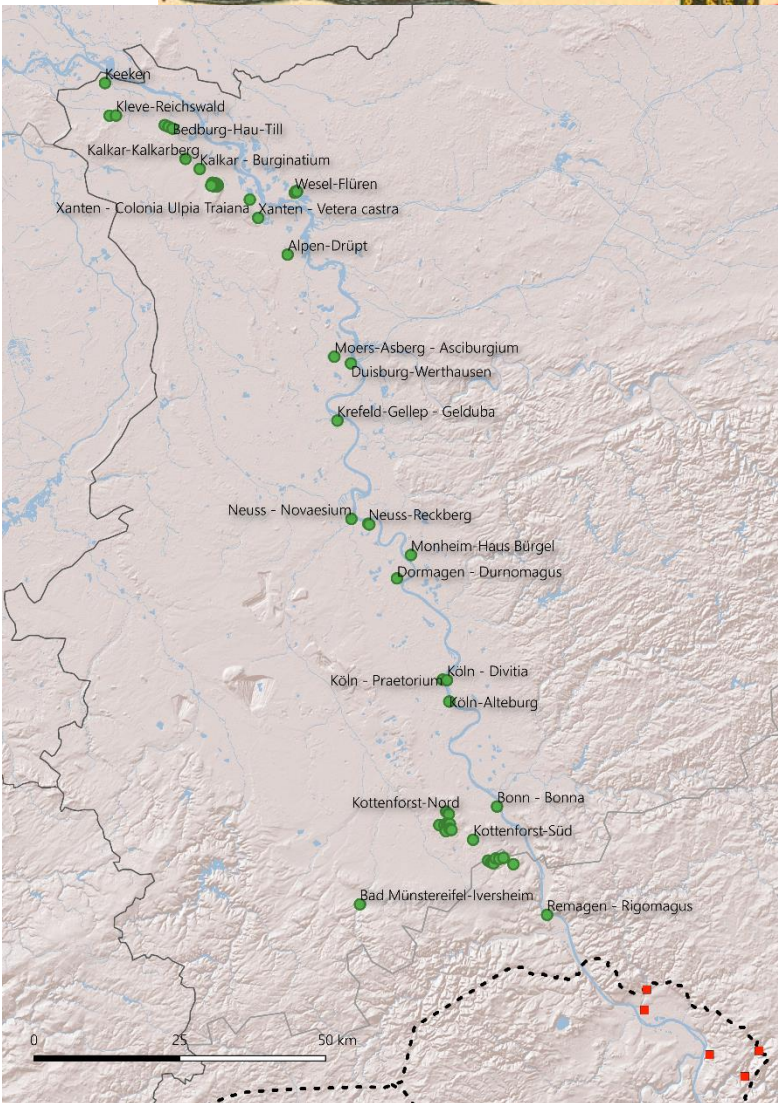 Keeken
Kleve-Reichswald
Bedburg-Hau-Till
Kalkar-Kalkarberg
Kalkar - Burginatium
Wesel-Flüren
Xanten - Colonia Ulpia Traiana
Xanten - Vetera castra
Alpen-Drüpt
Moers-Asberg - Asciburgium
Duisburg-Werthausen
Krefeld-Gellep - Gelduba
Neuss - Novaesium
Neuss-Reckberg
Monheim-Haus Bürgel
Dormagen - Durnomagus
Köln - Divitia
Köln - Praetorium
Köln-Alteburg
Bonn - Bonna
Kottenforst-Nord
Kottenforst-Süd
Bad Münstereifel-Iversheim
Remagen - Rigomagus
0 25 50 km